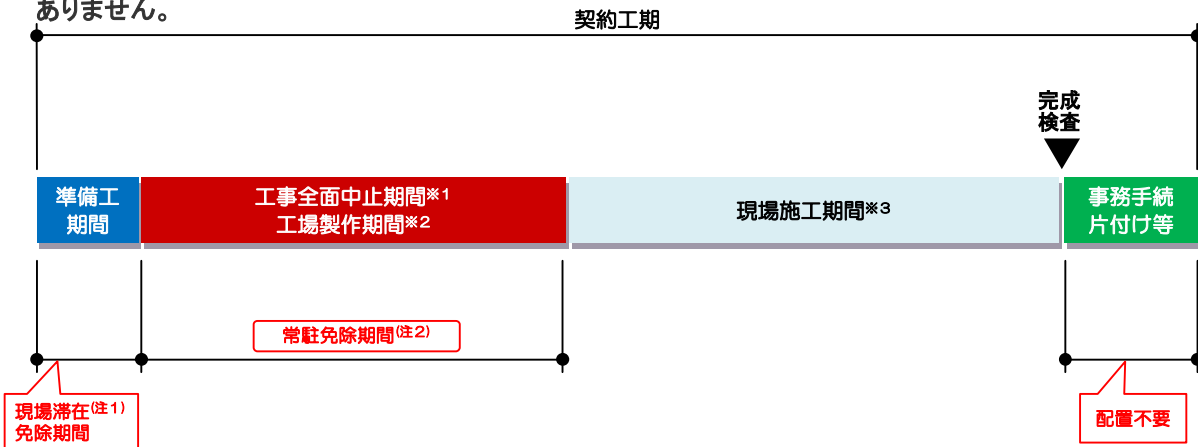 ありません。
契約工期
完成
検査
準備工
期間
工事全面中止期間※1
工場製作期間※2
現場施工期間※3
事務手続
片付け等
常駐免除期間(注2)
現場滞在(注1)
免除期間
配置不要